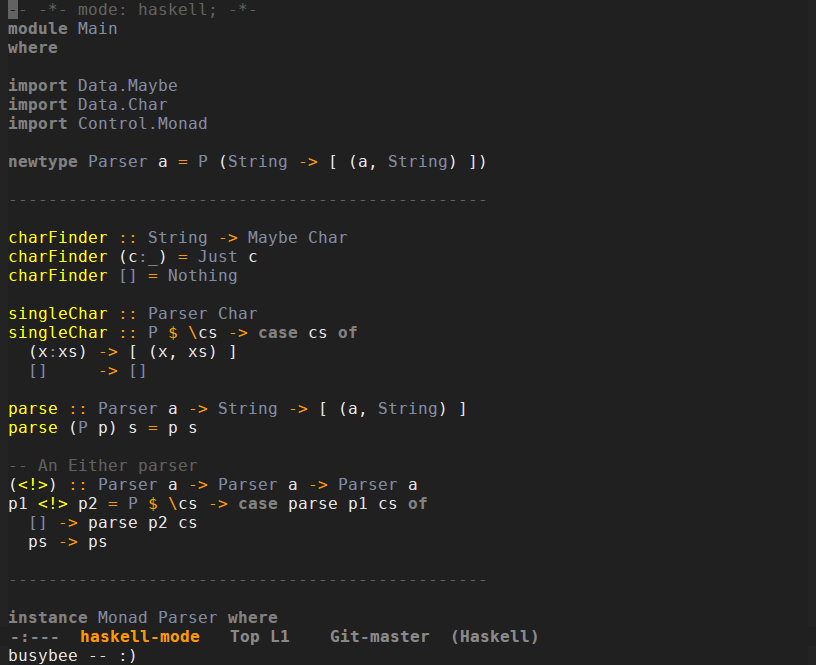 -- -*- mode: haskell; -*-
module Main
where

import Data.Maybe
import Data.Char
import Control.Monad

newtype Parser a = P (String -> [ (a, String) ])

------------------------------------------------

charFinder :: String -> Maybe Char
charFinder (c:_) = Just c
charFinder [] = Nothing

singleChar :: Parser Char
singleChar :: P $ \cs -> case cs of
  (x:xs) -> [ (x, xs) ]
  []     -> []

parse :: Parser a -> String -> [ (a, String) ]
parse (P p) s = p s

-- An Either parser
(<!>) :: Parser a -> Parser a -> Parser a
p1 <!> p2 = P $ \cs -> case parse p1 cs of
  [] -> parse p2 cs
  ps -> ps

------------------------------------------------

instance Monad Parser where
-:---  haskell-mode   Top L1    Git-master  (Haskell)
busybee -- :)